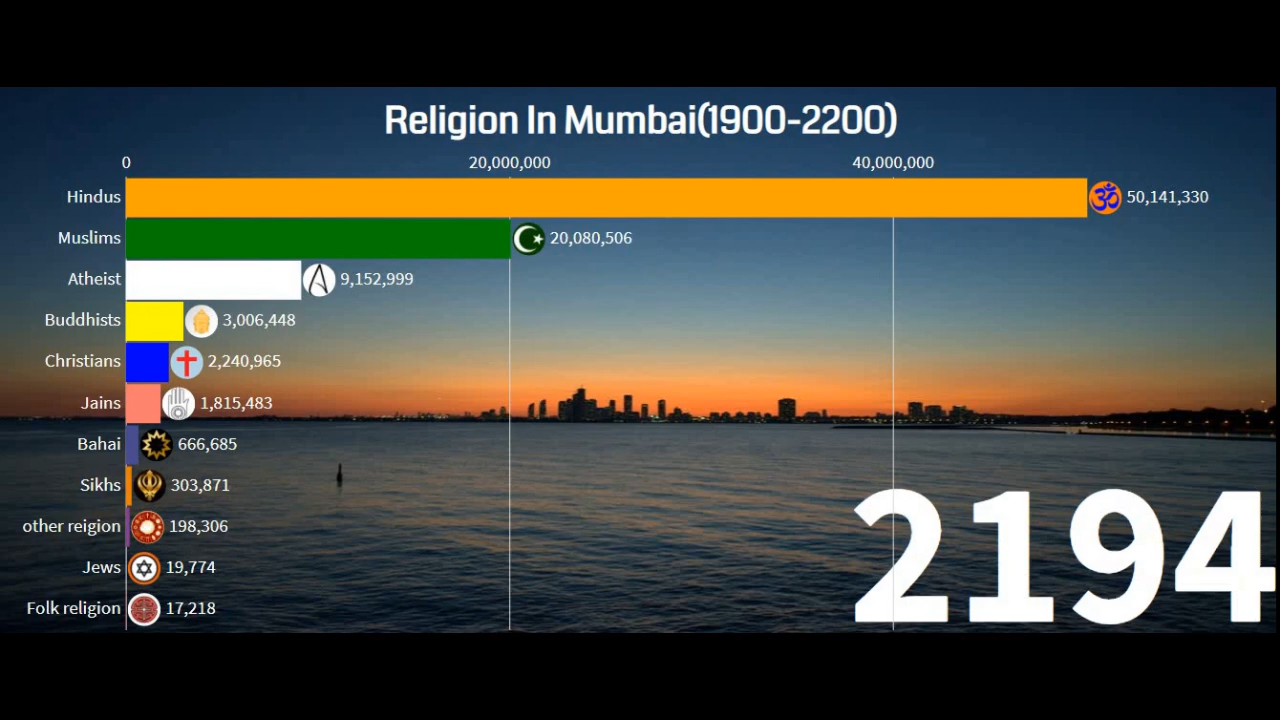 Religion In Mumbai(1900-2200)
0 20,000,000 40,000,000
Hindus 50,141,330
Muslims 20,080,506
Atheist 9,152,999
Buddhists 3,006,448
Christians 2,240,965
Jains 1,815,483
Bahai 666,685
Sikhs 303,871
other reigion 198,306
Jews 19,774
Folk religion 17,218
2194